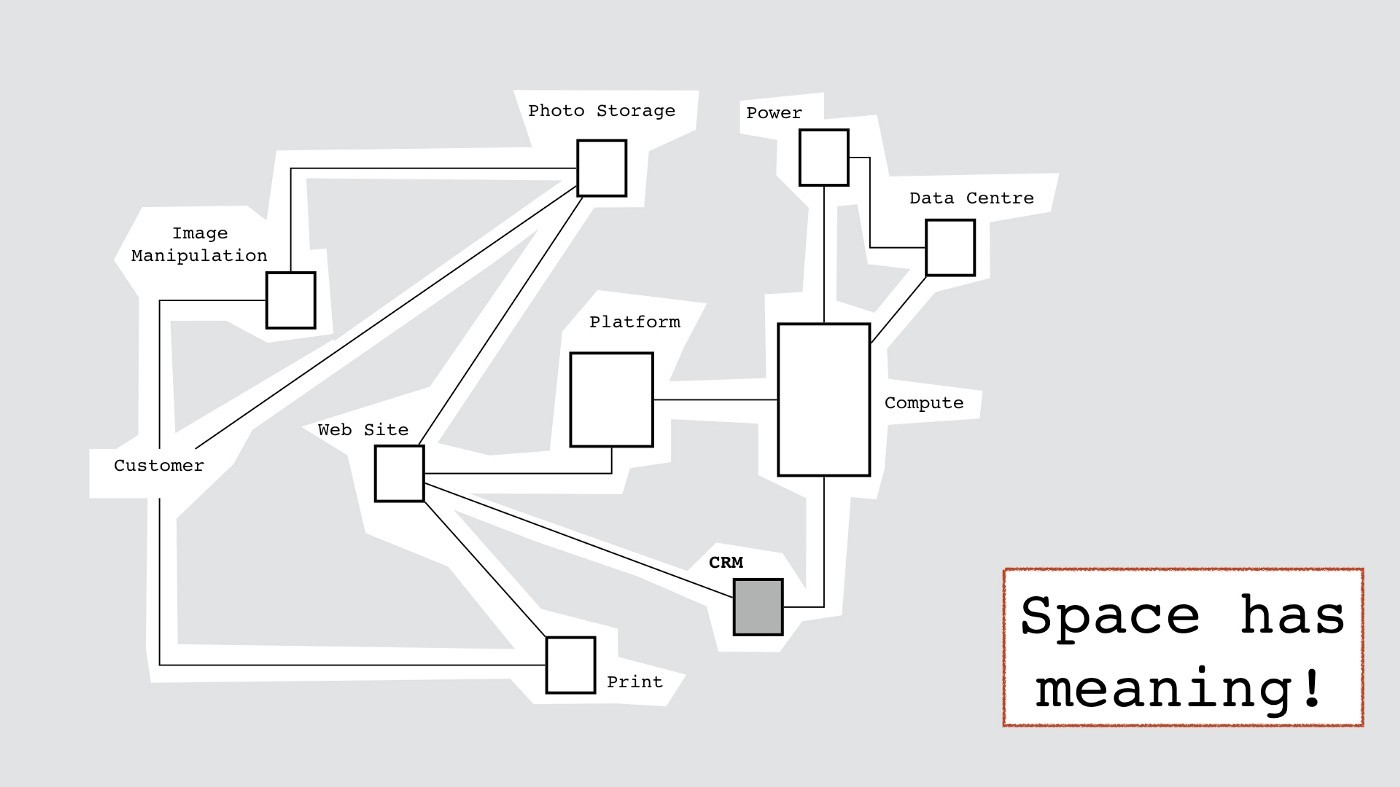 Photo Storage
Power
Data Centre
Image
Manipulation
Platform
Compute
Web Site
Customer
CRM
Print
Space has
meaning!